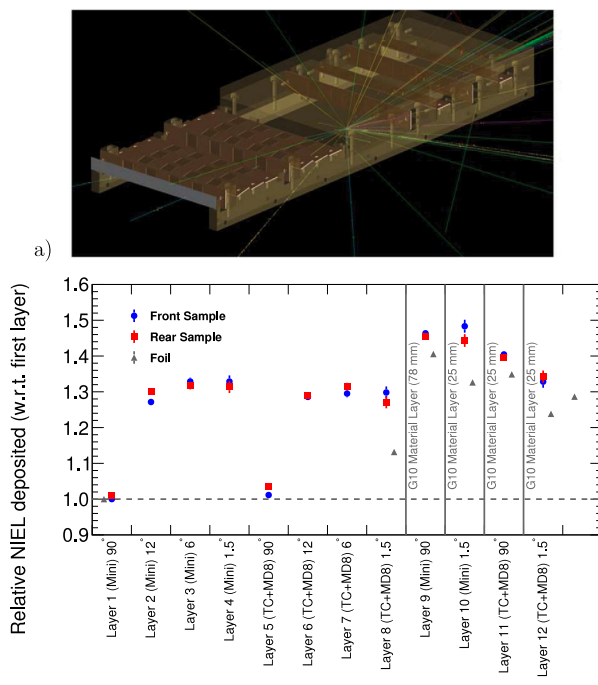 a)
Relative NIEL deposited (w.r.t. first layer)
1.6
1.5
1.4
1.3
1.2
1.1
1.0
0.9
Front Sample
Rear Sample
Foil
G10 Material Layer (78 mm)
G10 Material Layer (25 mm)
G10 Material Layer (25 mm)
G10 Material Layer (25 mm)
Layer 1 (Mini) 90°
Layer 2 (Mini) 12°
Layer 3 (Mini) 6°
Layer 4 (Mini) 1.5°
Layer 5 (TC+MD8) 90°
Layer 6 (TC+MD8) 12°
Layer 7 (TC+MD8) 6°
Layer 8 (TC+MD8) 1.5°
Layer 9 (Mini) 90°
Layer 10 (Mini) 1.5°
Layer 11 (TC+MD8) 90°
Layer 12 (TC+MD8) 1.5°